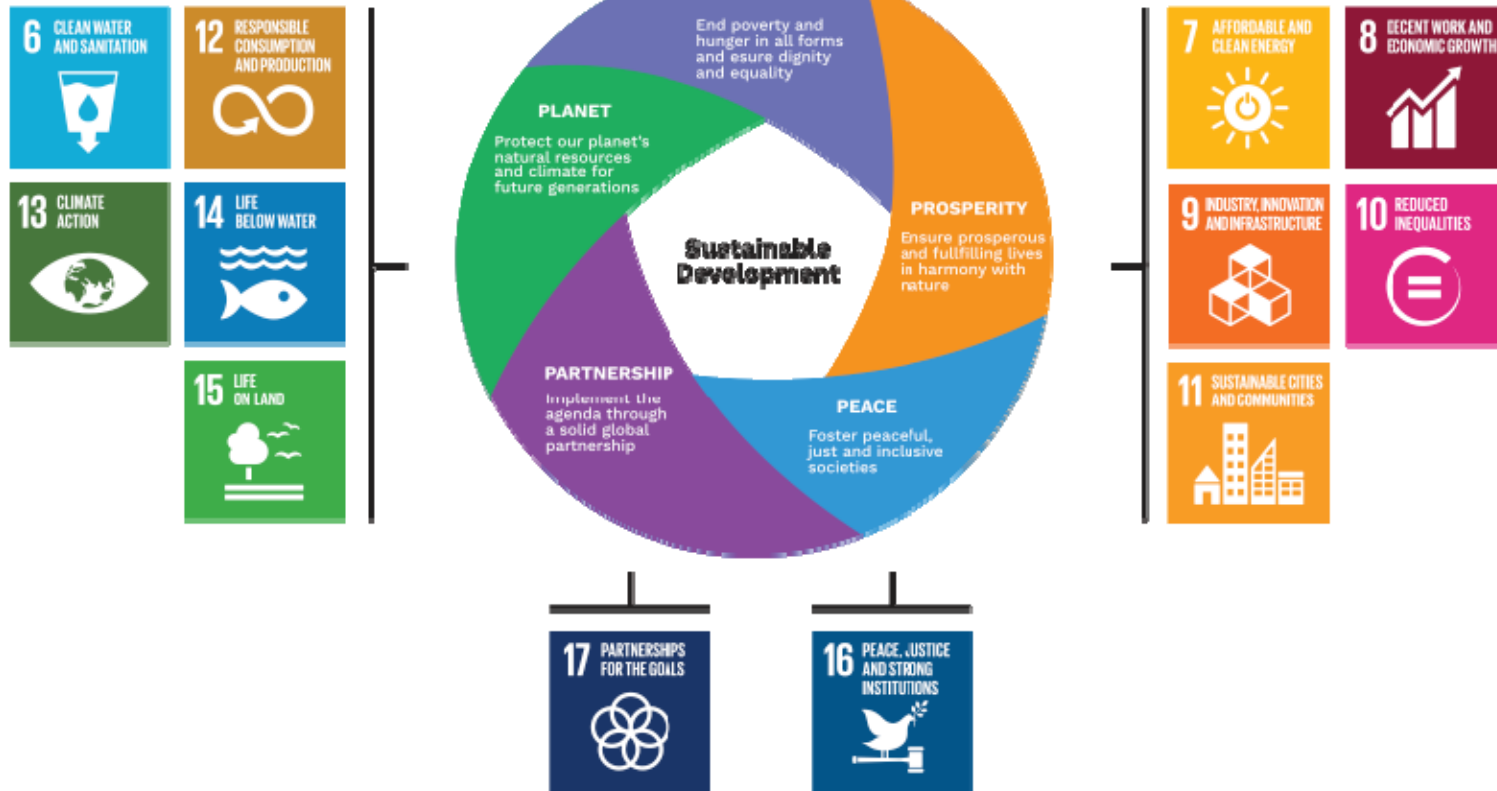 6 CLEAN WATER
AND SANITATION
12 RESPONSIBLE
CONSUMPTION
AND PRODUCTION
13 CLIMATE
ACTION
14 LIFE
BELOW WATER
15 LIFE
ON LAND
End poverty and
hunger in all forms
and esure dignity
and equality
PLANET
Protect our planet's
natural resources
and climate for
future generations
Sustainable
Development
PROSPERITY
Ensure prosperous
and fullfilling lives
in harmony with
nature
PARTNERSHIP
Implement the
agenda through
a solid global
partnership
PEACE
Foster peaceful,
just and inclusive
societies
7 AFFORDABLE AND
CLEAN ENERGY
8 DECENT WORK AND
ECONOMIC GROWTH
9 INDUSTRY, INNOVATION
AND INFRASTRUCTURE
10 REDUCED
INEQUALITIES
11 SUSTAINABLE CITIES
AND COMMUNITIES
17 PARTNERSHIPS
FOR THE GOALS
16 PEACE, JUSTICE
AND STRONG
INSTITUTIONS